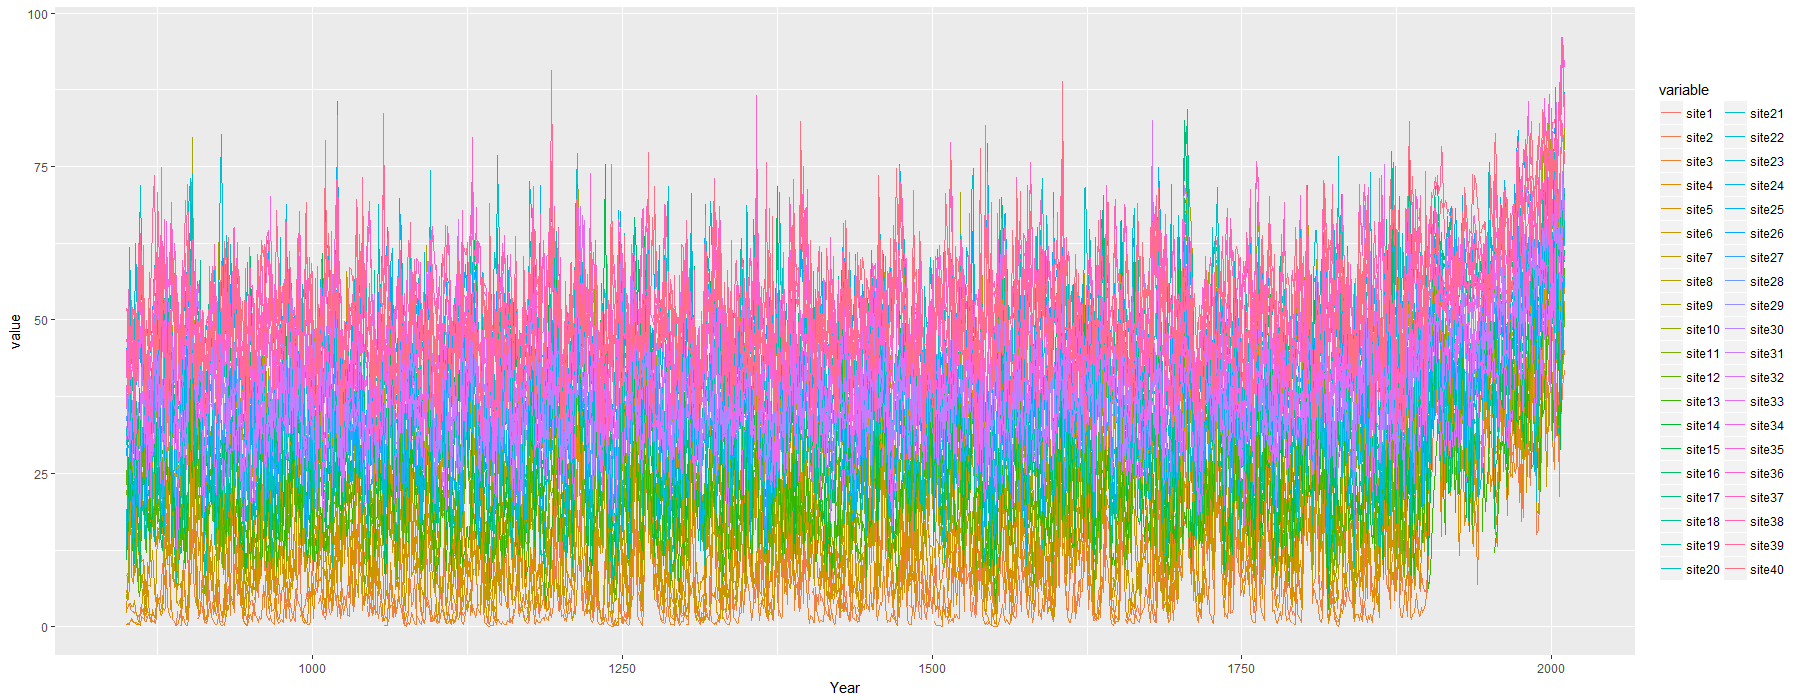 100
75
50
25
0
value
1000
1250
1500
1750
2000
Year
variable
site1 site21
site2 site22
site3 site23
site4 site24
site5 site25
site6 site26
site7 site27
site8 site28
site9 site29
site10 site30
site11 site31
site12 site32
site13 site33
site14 site34
site15 site35
site16 site36
site17 site37
site18 site38
site19 site39
site20 site40